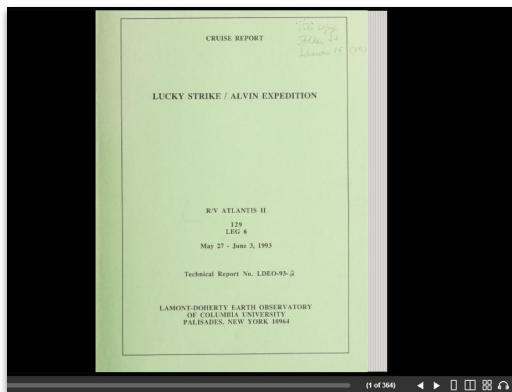 CRUISE REPORT
LUCKY STRIKE / ALVIN EXPEDITION
R/V ATLANTIS II
129
LEG 6
May 27 - June 3, 1993
Technical Report No. LDEO-93-
LAMONT-DOHERTY EARTH OBSERVATORY
OF COLUMBIA UNIVERSITY
PALISADES, NEW YORK 10964
(1 of 364)